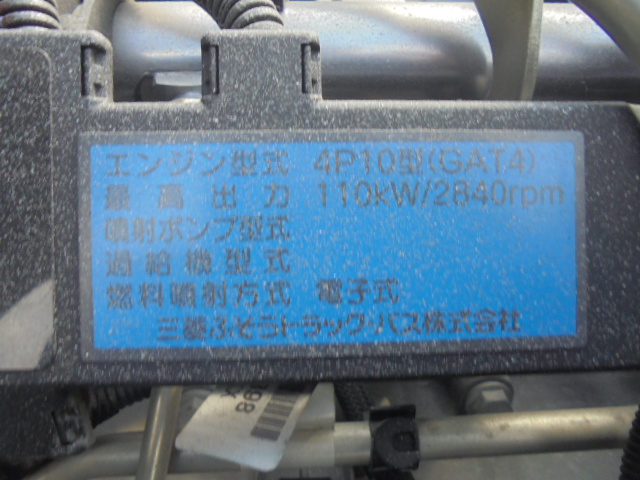 エンジン型式 4P10型(GAT4)
最高出力 110kW/2840rpm
噴射ポンプ型式
過給機型式
燃料噴射方式 電子式
三菱ふそうトラック・バス株式会社